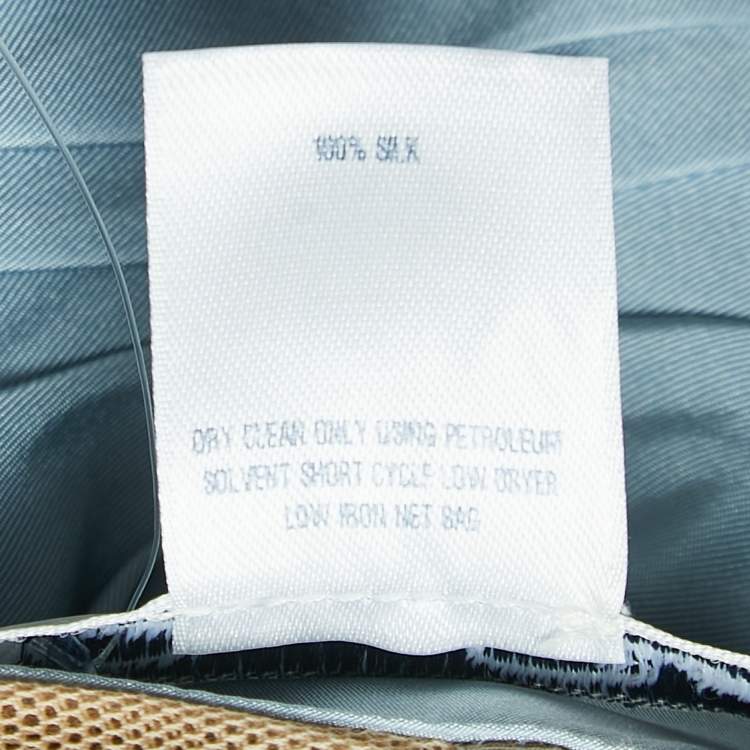 100% SILK
DRY CLEAN ONLY USING PETROLEUM
SOLVENT SHORT CYCLE LOW DRYER
LOW IRON NET BAG